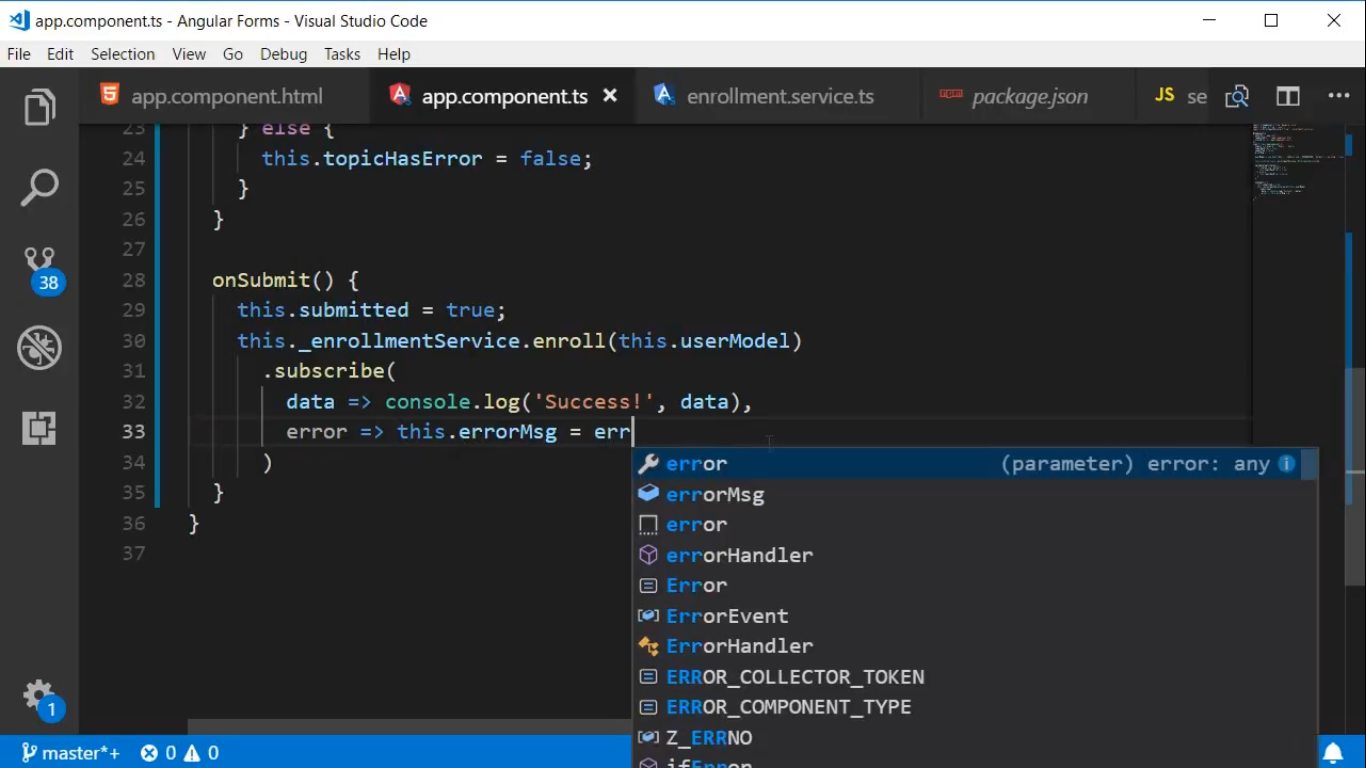 app.component.ts - Angular Forms - Visual Studio Code
File Edit Selection View Go Debug Tasks Help
app.component.html app.component.ts enrollment.service.ts package.json JS se
23 } else {
24 this.topicHasError = false;
25 }
26 }
27
28 onSubmit() {
29 this.submitted = true;
30 this._enrollmentService.enroll(this.userModel)
31 .subscribe(
32 data => console.log('Success!', data),
33 error => this.errorMsg = err
34 )
35 }
36 }
37
38
1
error (parameter) error: any
errorMsg
error
errorHandler
Error
ErrorEvent
ErrorHandler
ERROR_COLLECTOR_TOKEN
ERROR_COMPONENT_TYPE
Z_ERRNO
ifError
master*+ 0 0